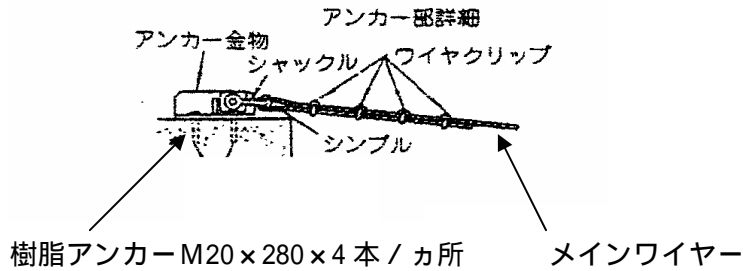 アンカー部詳細
アンカー金物
シャックル
ワイヤクリップ
シンブル
樹脂アンカーM20×280×4本/ヵ所
メインワイヤー